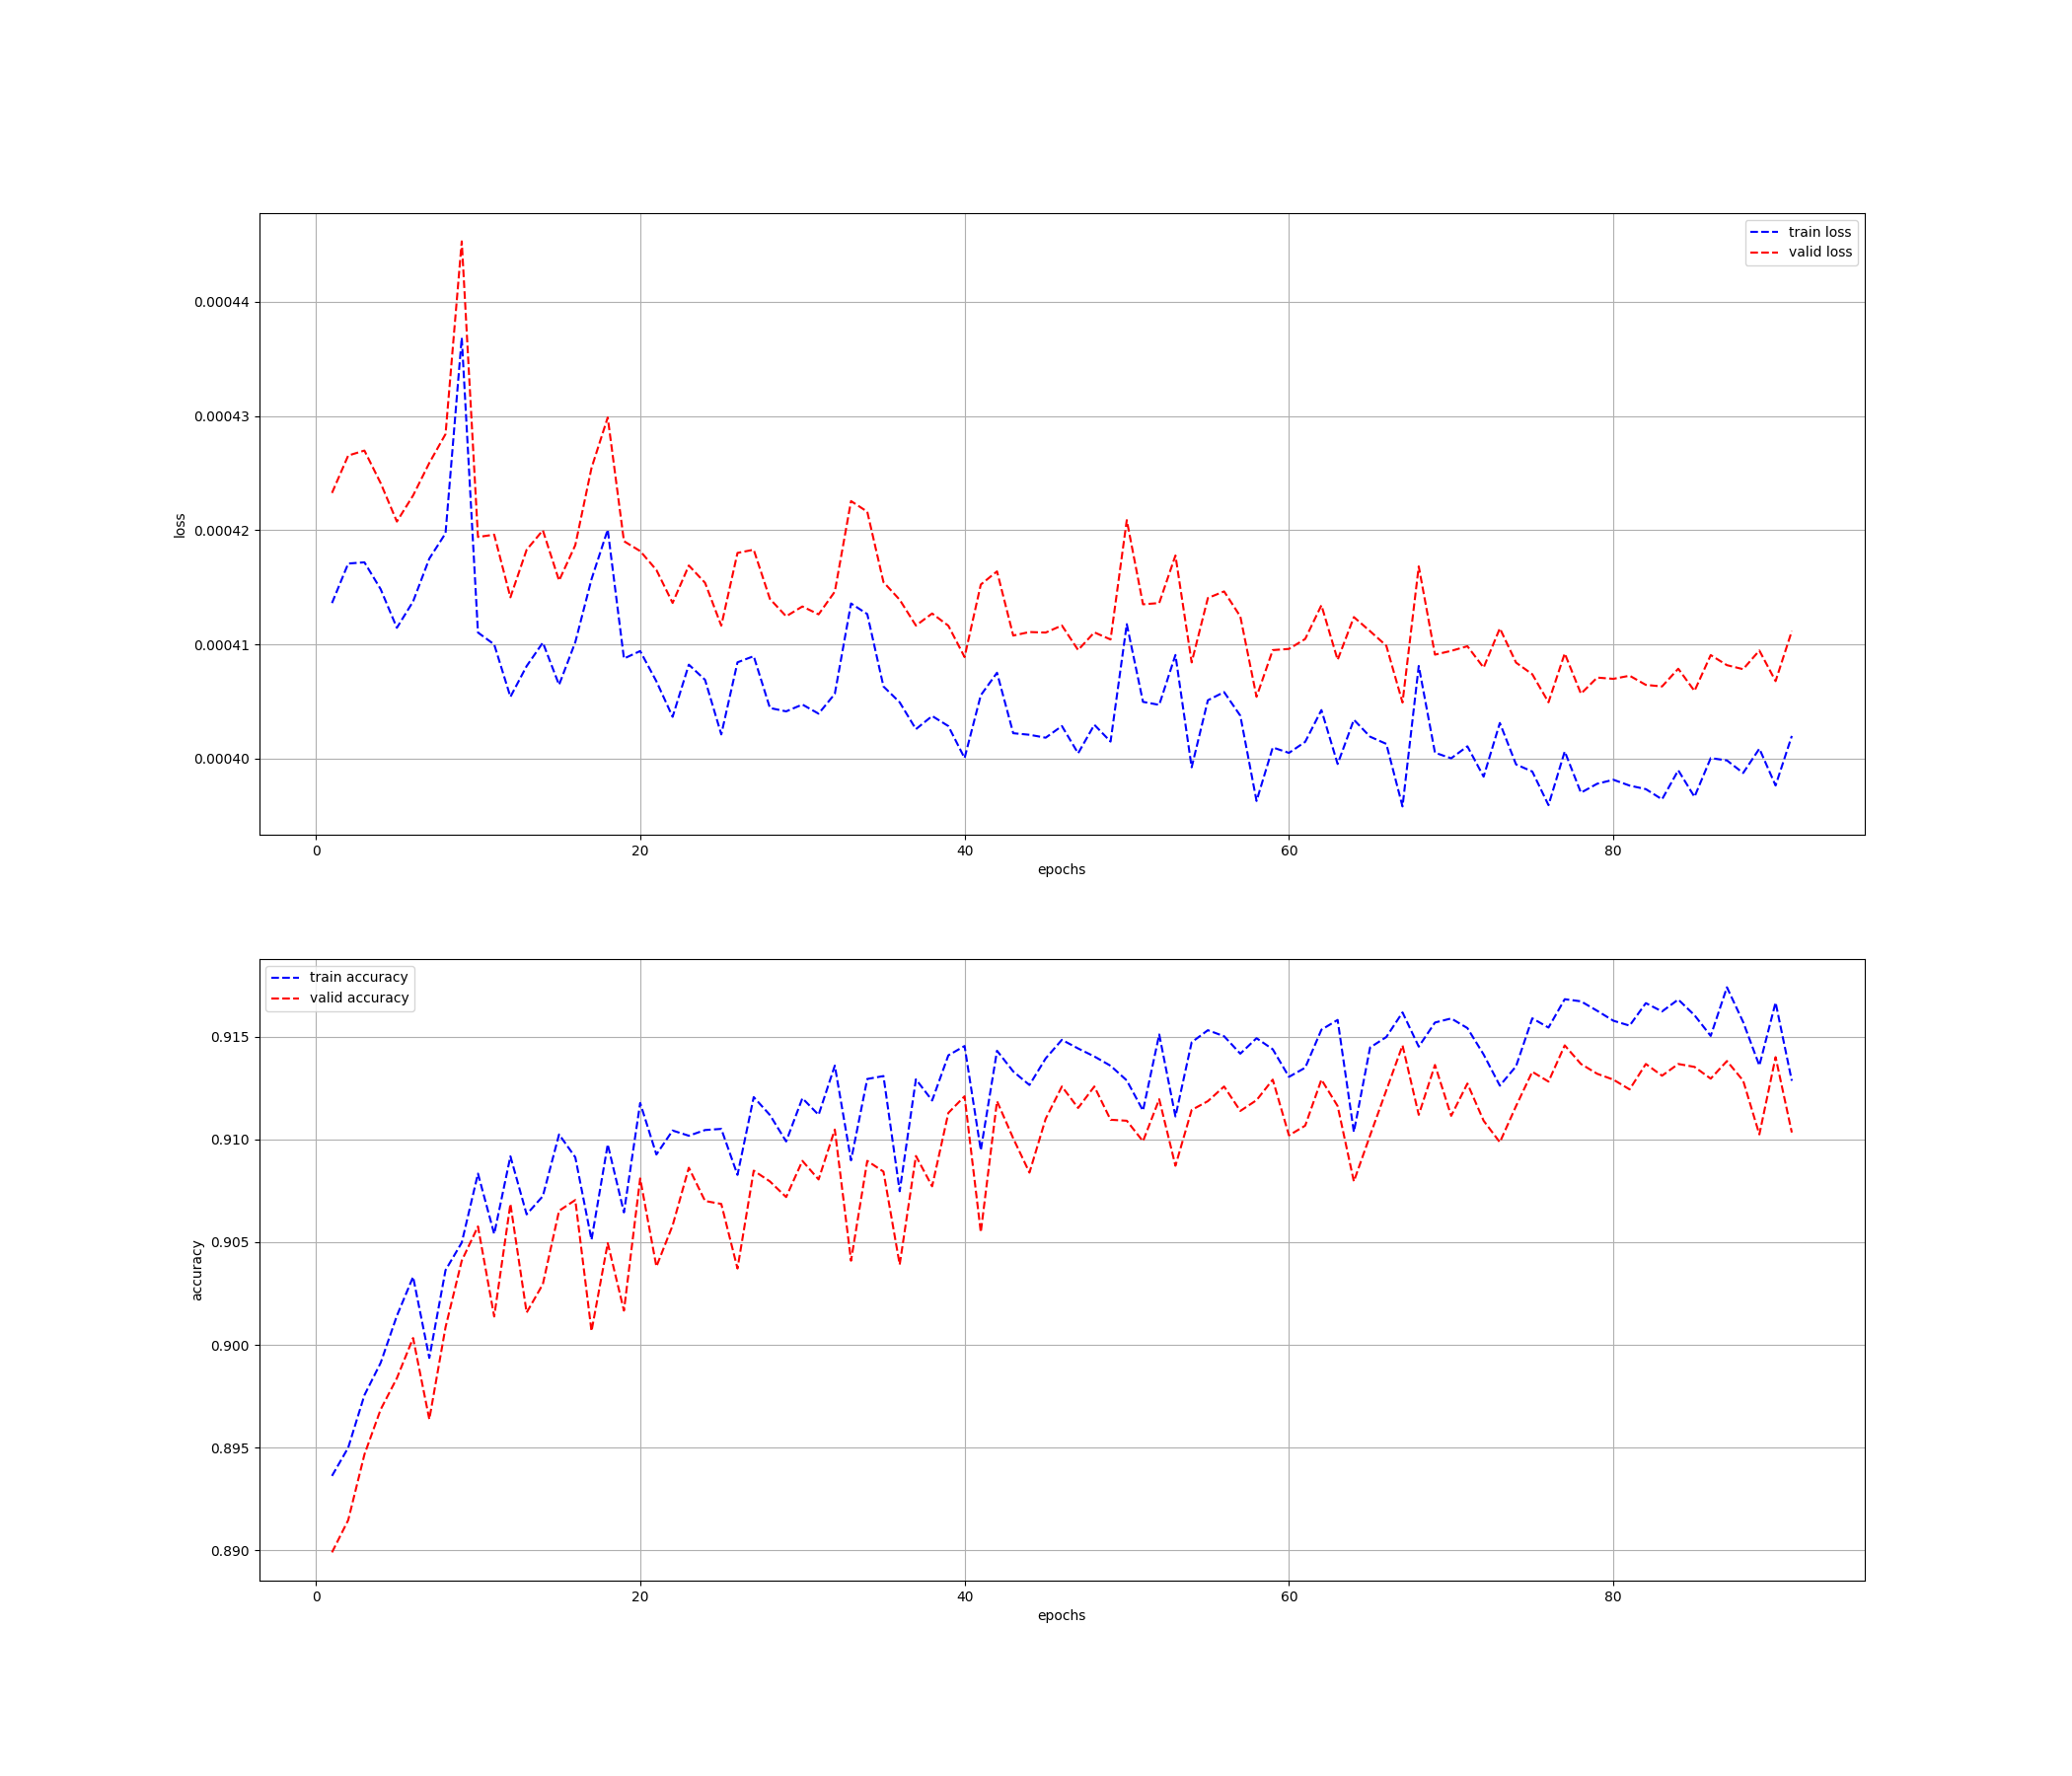 train loss
valid loss
0.00044
0.00043
0.00042
0.00041
0.00040
loss
0 20 40 60 80
epochs
train accuracy
valid accuracy
0.915
0.910
0.905
0.900
0.895
0.890
accuracy
0 20 40 60 80
epochs